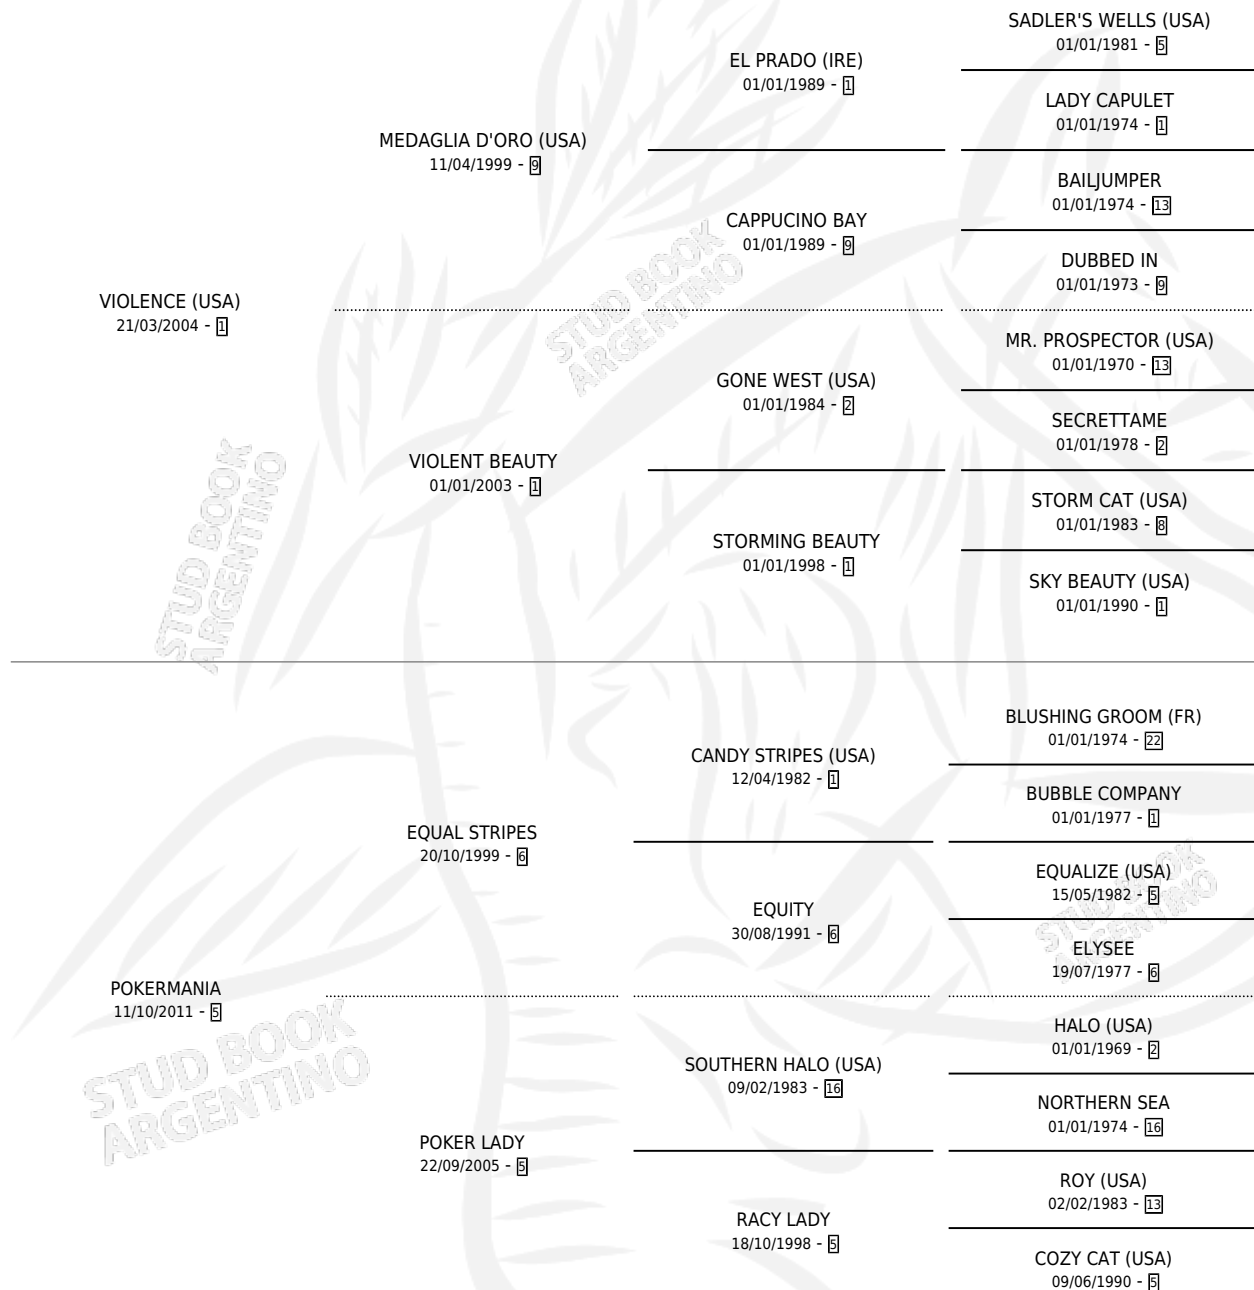 SADLER'S WELLS (USA)
01/01/1981 - 5
EL PRADO (IRE)
01/01/1989 - 1
LADY CAPULET
01/01/1974 - 1
MEDAGLIA D'ORO (USA)
11/04/1999 - 9
BAILJUMPER
01/01/1974 - 13
CAPPUCINO BAY
01/01/1989 - 9
DUBBED IN
01/01/1973 - 9
VIOLENCE (USA)
21/03/2004 - 1
STUD BOOK
ARGENTINO
MR. PROSPECTOR (USA)
01/01/1970 - 13
GONE WEST (USA)
01/01/1984 - 2
SECRETTAME
01/01/1978 - 2
VIOLENT BEAUTY
01/01/2003 - 1
STORM CAT (USA)
01/01/1983 - 8
STORMING BEAUTY
01/01/1998 - 1
SKY BEAUTY (USA)
01/01/1990 - 1
STUD BOOK
ARGENTINO
BLUSHING GROOM (FR)
01/01/1974 - 22
CANDY STRIPES (USA)
12/04/1982 - 1
BUBBLE COMPANY
01/01/1977 - 1
EQUAL STRIPES
20/10/1999 - 6
EQUALIZE (USA)
15/05/1982 - 5
EQUITY
30/08/1991 - 6
ELYSEE
19/07/1977 - 6
STUD BOOK
ARGENTINO
POKERMANIA
11/10/2011 - 5
HALO (USA)
01/01/1969 - 2
SOUTHERN HALO (USA)
09/02/1983 - 16
NORTHERN SEA
01/01/1974 - 16
STUD BOOK
ARGENTINO
POKER LADY
22/09/2005 - 5
ROY (USA)
02/02/1983 - 13
RACY LADY
18/10/1998 - 5
COZY CAT (USA)
09/06/1990 - 5